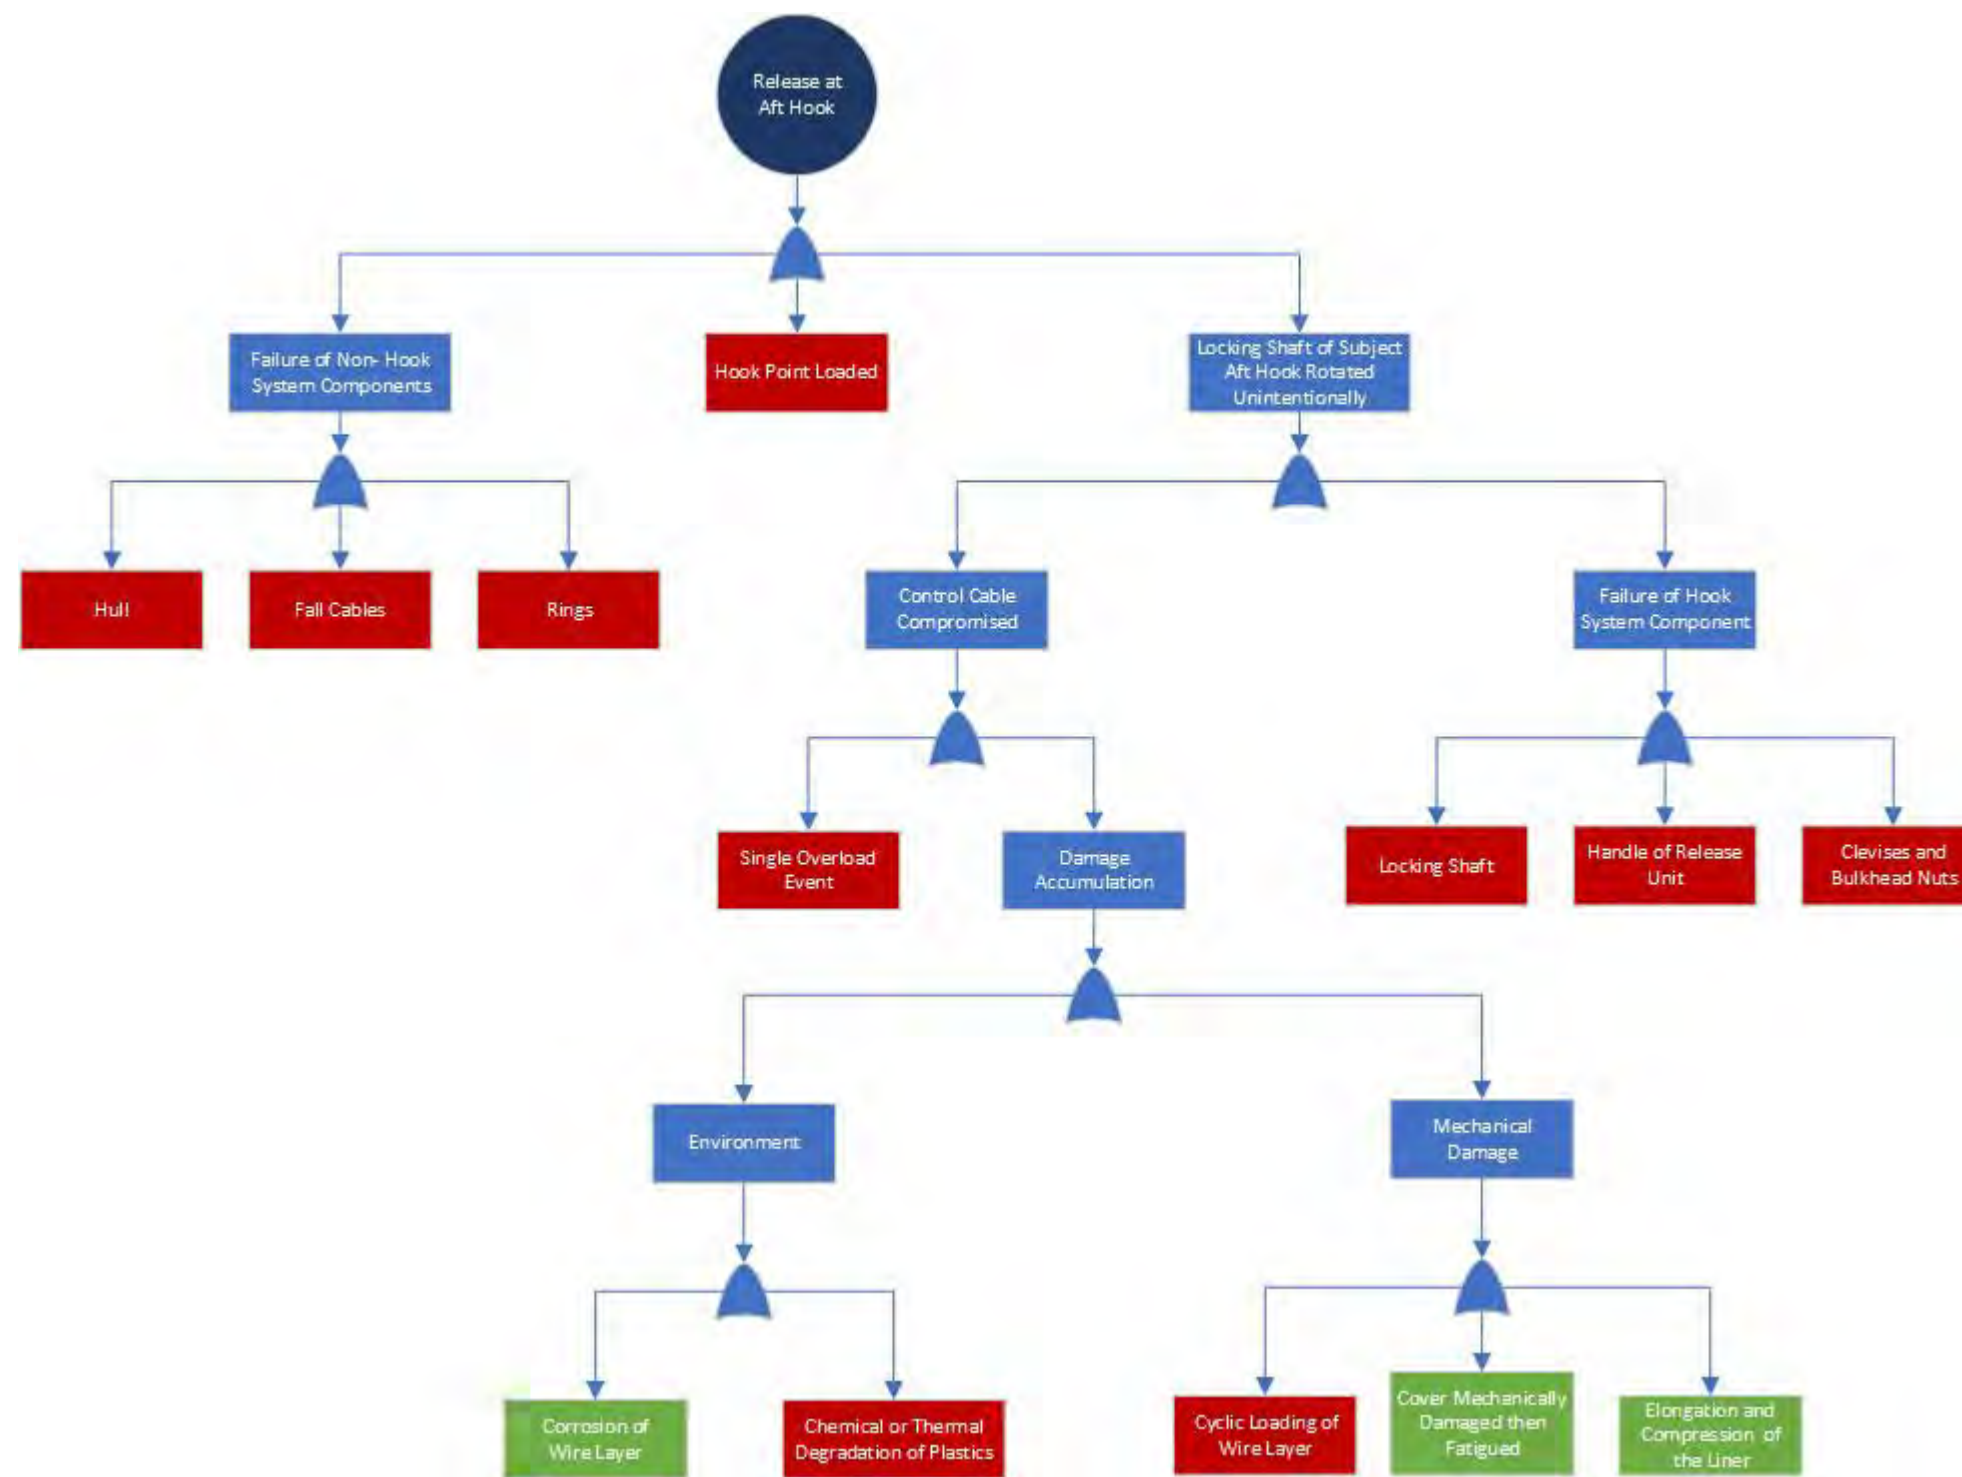 Release at
Aft Hook
Failure of Non- Hook
System Components
Hook Point Loaded
Locking Shaft of Subject
Aft Hook Rotated
Unintentionally
Hull
Fall Cables
Rings
Control Cable
Compromised
Failure of Hook
System Component
Single Overload
Event
Damage
Accumulation
Locking Shaft
Handle of Release
Unit
Clevises and
Bulkhead Nuts
Environment
Mechanical
Damage
Corrosion of
Wire Layer
Chemical or Thermal
Degradation of Plastics
Cyclic Loading of
Wire Layer
Cover Mechanically
Damaged then
Fatigued
Elongation and
Compression of
the Liner